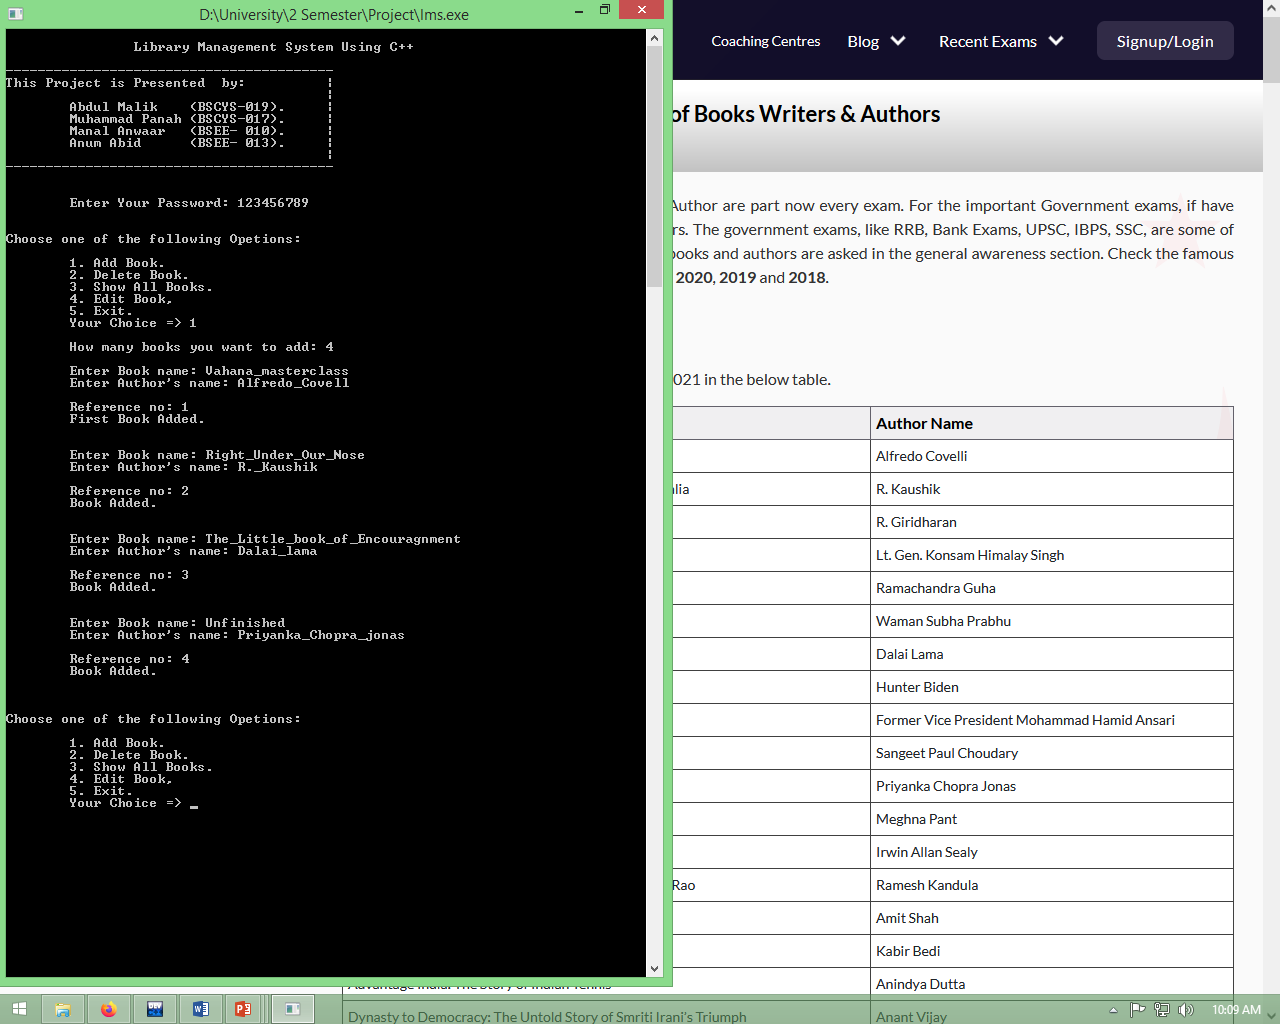 D:\University\2 Semester\Project\lms.exe
Library Management System Using C++
This Project is Presented by:
Abdul Malik (BSCYS-019).
Muhammad Panah (BSCYS-017).
Manal Anwaar (BSEE- 010).
Anum Abid (BSEE- 013).
Enter Your Password: 123456789
Choose one of the following Opetions:
1. Add Book.
2. Delete Book.
3. Show All Books.
4. Edit Book,
5. Exit.
Your Choice => 1
How many books you want to add: 4
Enter Book name: Vahana_masterclass
Enter Author's name: Alfredo_Covell
Reference no: 1
First Book Added.
Enter Book name: Right_Under_Our_Nose
Enter Author's name: R._Kaushik
Reference no: 2
Book Added.
Enter Book name: The_Little_book_of_Encouragnment
Enter Author's name: Dalai_lama
Reference no: 3
Book Added.
Enter Book name: Unfinished
Enter Author's name: Priyanka_Chopra_jonas
Reference no: 4
Book Added.
Choose one of the following Opetions:
1. Add Book.
2. Delete Book.
3. Show All Books.
4. Edit Book,
5. Exit.
Your Choice => _
Coaching Centres Blog Recent Exams Signup/Login
of Books Writers & Authors
Author are part now every exam. For the important Government exams, if have
rs. The government exams, like RRB, Bank Exams, UPSC, IBPS, SSC, are some of
books and authors are asked in the general awareness section. Check the famous
2020, 2019 and 2018.
021 in the below table.
Author Name
Alfredo Covelli
lia R. Kaushik
R. Giridharan
Lt. Gen. Konsam Himalay Singh
Ramachandra Guha
Waman Subha Prabhu
Dalai Lama
Hunter Biden
Former Vice President Mohammad Hamid Ansari
Sangeet Paul Choudary
Priyanka Chopra Jonas
Meghna Pant
Irwin Allan Sealy
Rao Ramesh Kandula
Amit Shah
Kabir Bedi
Advantage India: The Story of Indian Tennis Anindya Dutta
Dynasty to Democracy: The Untold Story of Smriti Irani's Triumph Anant Vijay
10:09 AM